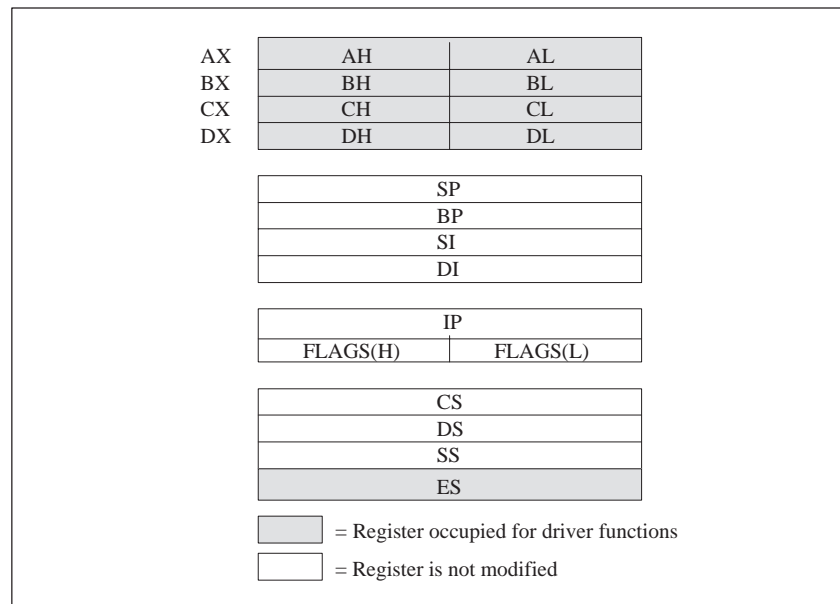 AX AH AL
BX BH BL
CX CH CL
DX DH DL
SP
BP
SI
DI
IP
FLAGS(H) FLAGS(L)
CS
DS
SS
ES
= Register occupied for driver functions
= Register is not modified